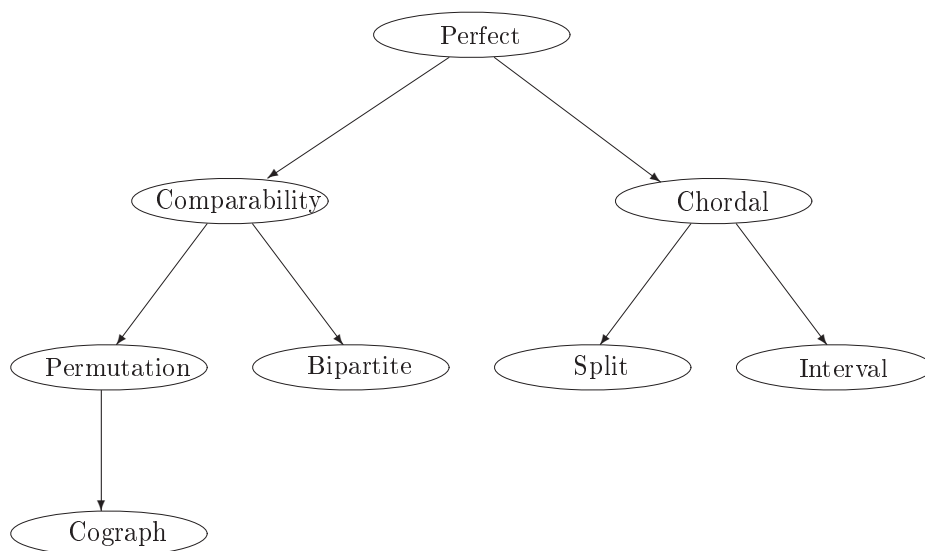 Perfect
Comparability
Chordal
Permutation
Bipartite
Split
Interval
Cograph